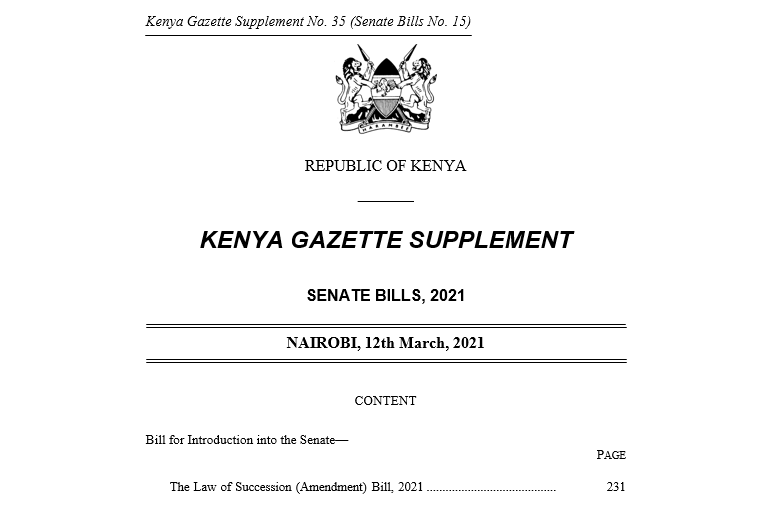 Kenya Gazette Supplement No. 35 (Senate Bills No. 15)
HARAMBEE
REPUBLIC OF KENYA
KENYA GAZETTE SUPPLEMENT
SENATE BILLS, 2021
NAIROBI, 12th March, 2021
CONTENT
Bill for Introduction into the Senate—
PAGE
The Law of Succession (Amendment) Bill, 2021 ........................................ 231